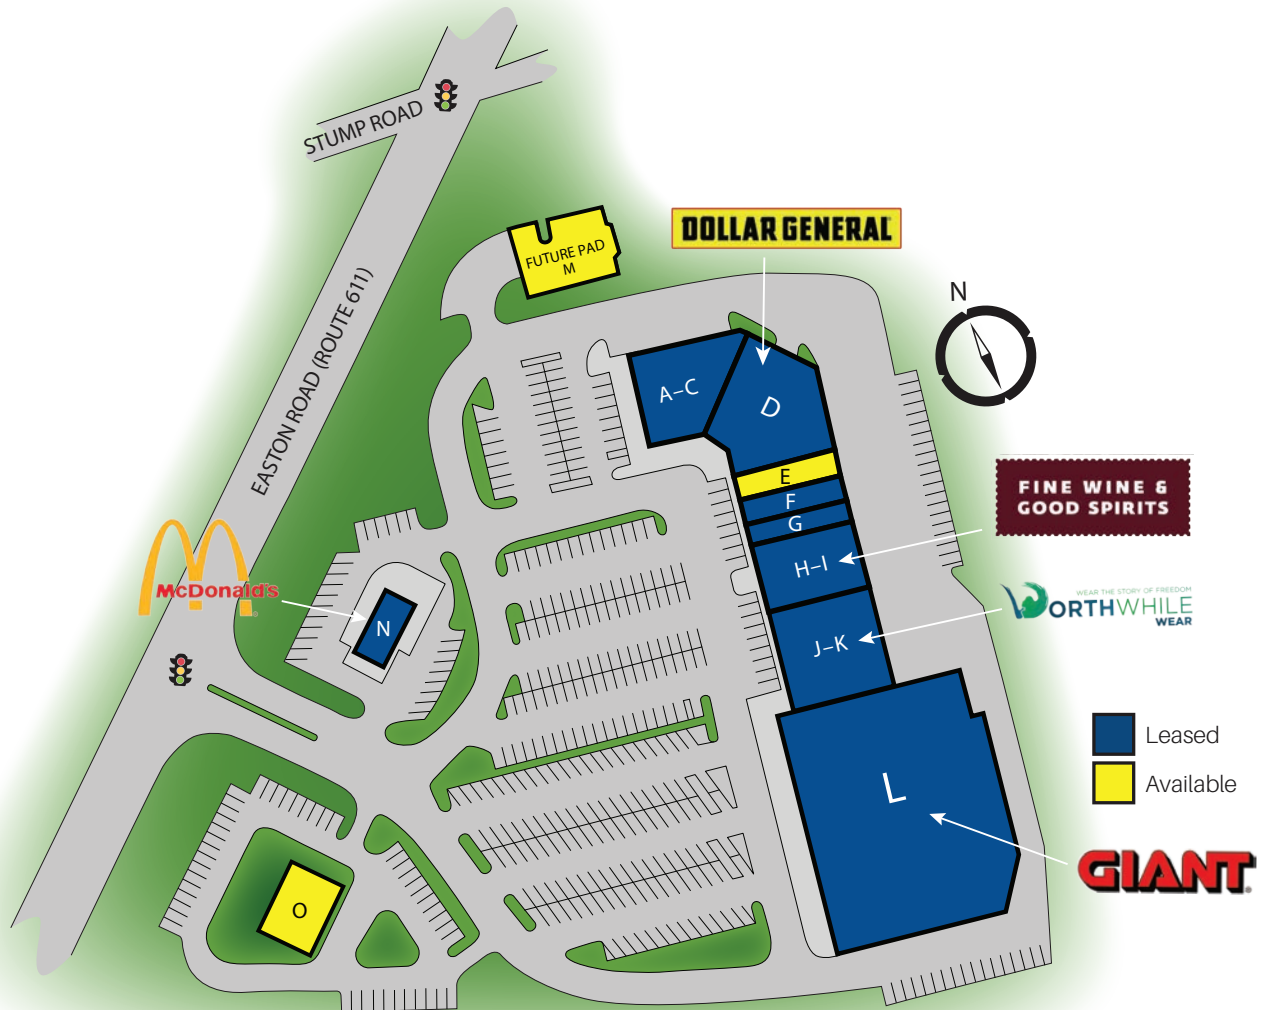 STUMP ROAD
EASTON ROAD (ROUTE 611)
FUTURE PAD
M
DOLLAR GENERAL
N
A–C
D
E
F
G
H–I
J–K
L
FINE WINE &
GOOD SPIRITS
WEAR THE STORY OF FREEDOM
WORTHWHILE
WEAR
McDonald's
N
Leased
Available
GIANT
O